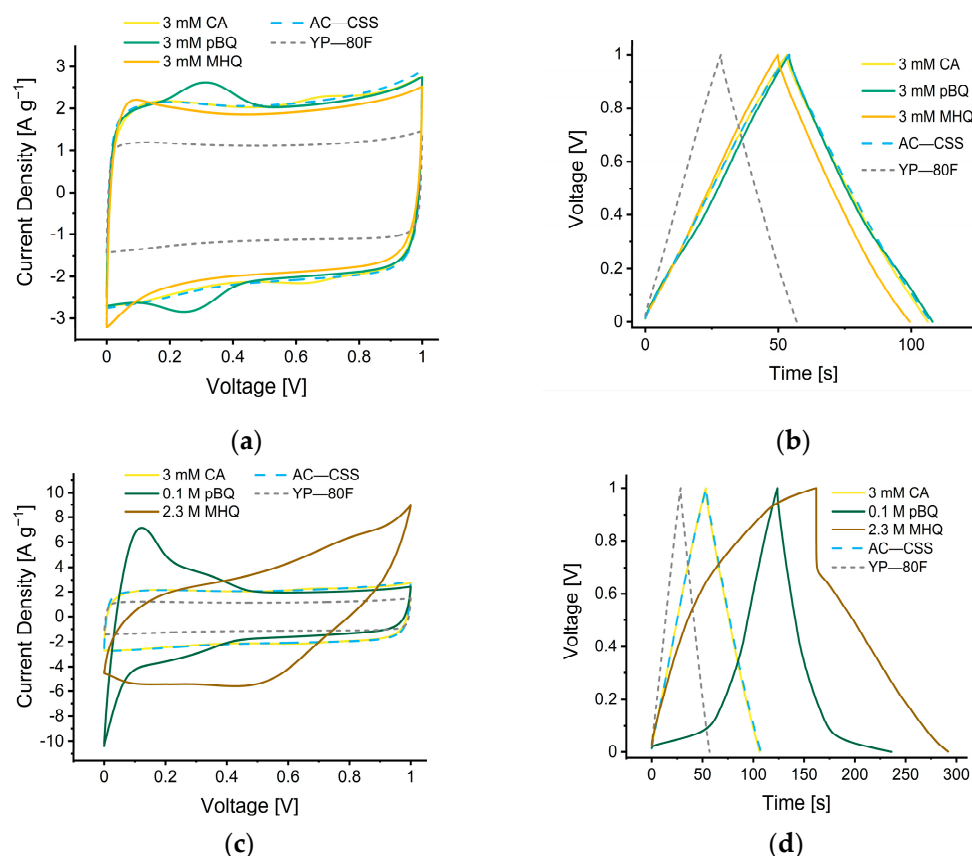 3 mM CA
AC—CSS
3 mM pBQ
YP—80F
3 mM MHQ
Current Density [A g⁻¹]
3
2
1
0
-1
-2
-3
0
0.2
0.4
0.6
0.8
1
Voltage [V]
(a)
3 mM CA
3 mM pBQ
3 mM MHQ
AC—CSS
YP—80F
Voltage [V]
1
0.8
0.6
0.4
0.2
0
0
50
100
Time [s]
(b)
3 mM CA
AC—CSS
0.1 M pBQ
YP—80F
2.3 M MHQ
Current Density [A g⁻¹]
10
8
6
4
2
0
-2
-4
-6
-8
-10
0
0.2
0.4
0.6
0.8
1
Voltage [V]
(c)
3 mM CA
0.1 M pBQ
2.3 M MHQ
AC—CSS
YP—80F
Voltage [V]
1
0.8
0.6
0.4
0.2
0
0
50
100
150
200
250
300
Time [s]
(d)